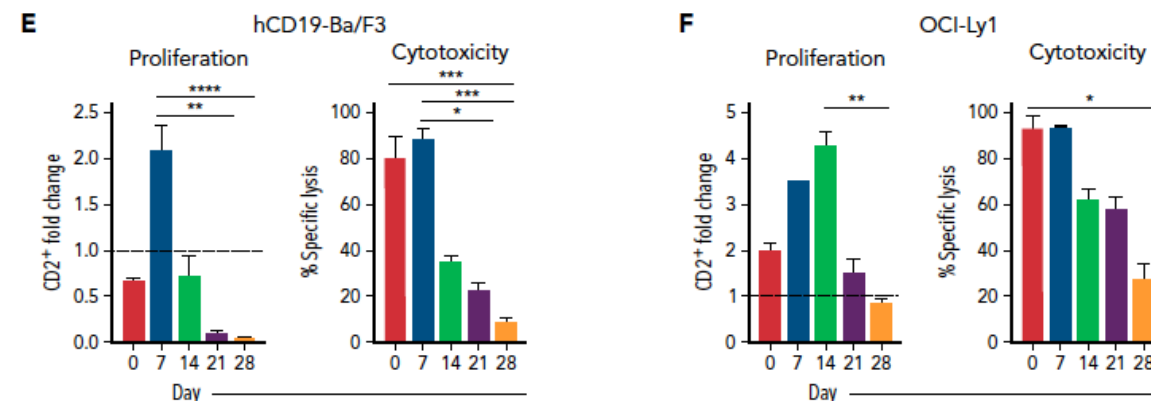 E
hCD19-Ba/F3
Proliferation
CD2+ fold change
2.5
2.0
1.5
1.0
0.5
0.0
****
**
0 7 14 21 28
Cytotoxicity
% Specific lysis
100
80
60
40
20
0
***
***
*
0 7 14 21 28
Day
F
OCI-Ly1
Proliferation
CD2+ fold change
5
4
3
2
1
0
**
0 7 14 21 28
Cytotoxicity
% Specific lysis
100
80
60
40
20
0
*
0 7 14 21 28
Day